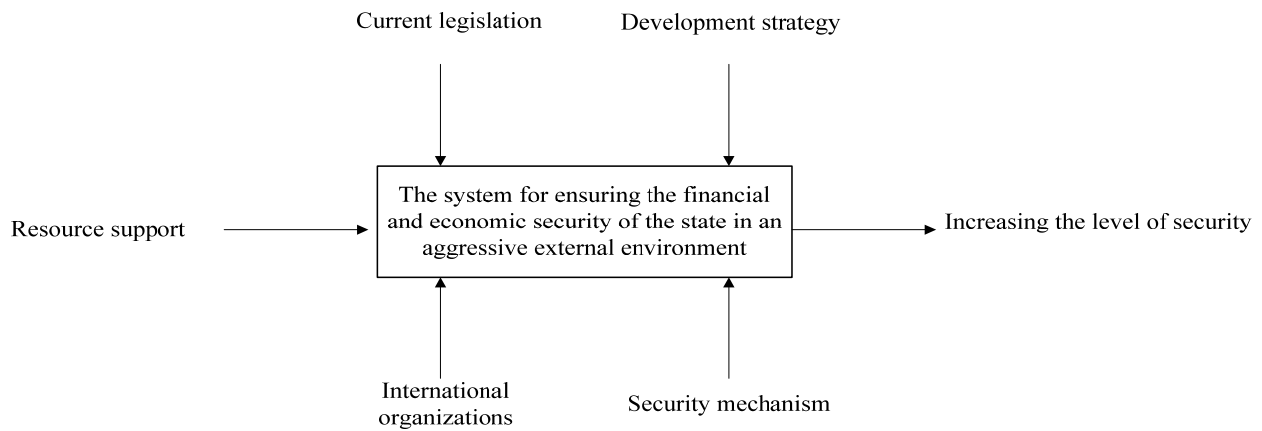 Current legislation
Development strategy
The system for ensuring the financial
and economic security of the state in an
aggressive external environment
Resource support
Increasing the level of security
International
organizations
Security mechanism